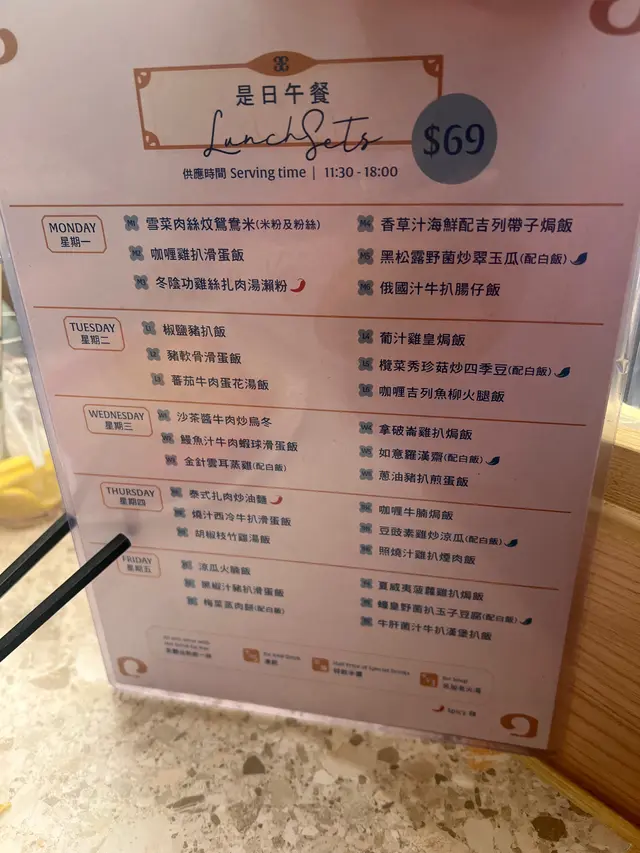 是日午餐
Lunch Sets
$69
供應時間 Serving time | 11:30 - 18:00
MONDAY
星期一
雪菜肉絲炆鴛鴦米(米粉及粉絲)
咖喱雞扒滑蛋飯
冬陰功雞絲扎肉湯瀨粉
香草汁海鮮配吉列帶子焗飯
黑松露野菌炒翠玉瓜(配白飯)
俄國汁牛扒腸仔飯
TUESDAY
星期二
椒鹽豬扒飯
豬軟骨滑蛋飯
蕃茄牛肉蛋花湯飯
葡汁雞皇焗飯
欖菜秀珍菇炒四季豆(配白飯)
咖喱吉列魚柳火腿飯
WEDNESDAY
星期三
沙茶醬牛肉炒烏冬
饅魚汁牛肉蝦球滑蛋飯
金針雲耳蒸雞(配白飯)
拿破崙雞扒焗飯
如意羅漢齋(配白飯)
蔥油豬扒煎蛋飯
THURSDAY
星期四
泰式扎肉炒油麵
燒汁西冷牛扒滑蛋飯
胡椒枝竹雞湯飯
咖喱牛腩焗飯
豆豉素雞炒涼瓜(配白飯)
照燒汁雞扒煙肉飯
FRIDAY
星期五
涼瓜火腩飯
黑椒汁豬扒滑蛋飯
梅菜蒸肉餅(配白飯)
夏威夷菠蘿雞扒焗飯
蠔皇野菌扒玉子豆腐(配白飯)
牛肝菌汁牛扒漢堡扒飯
Spicy 辣